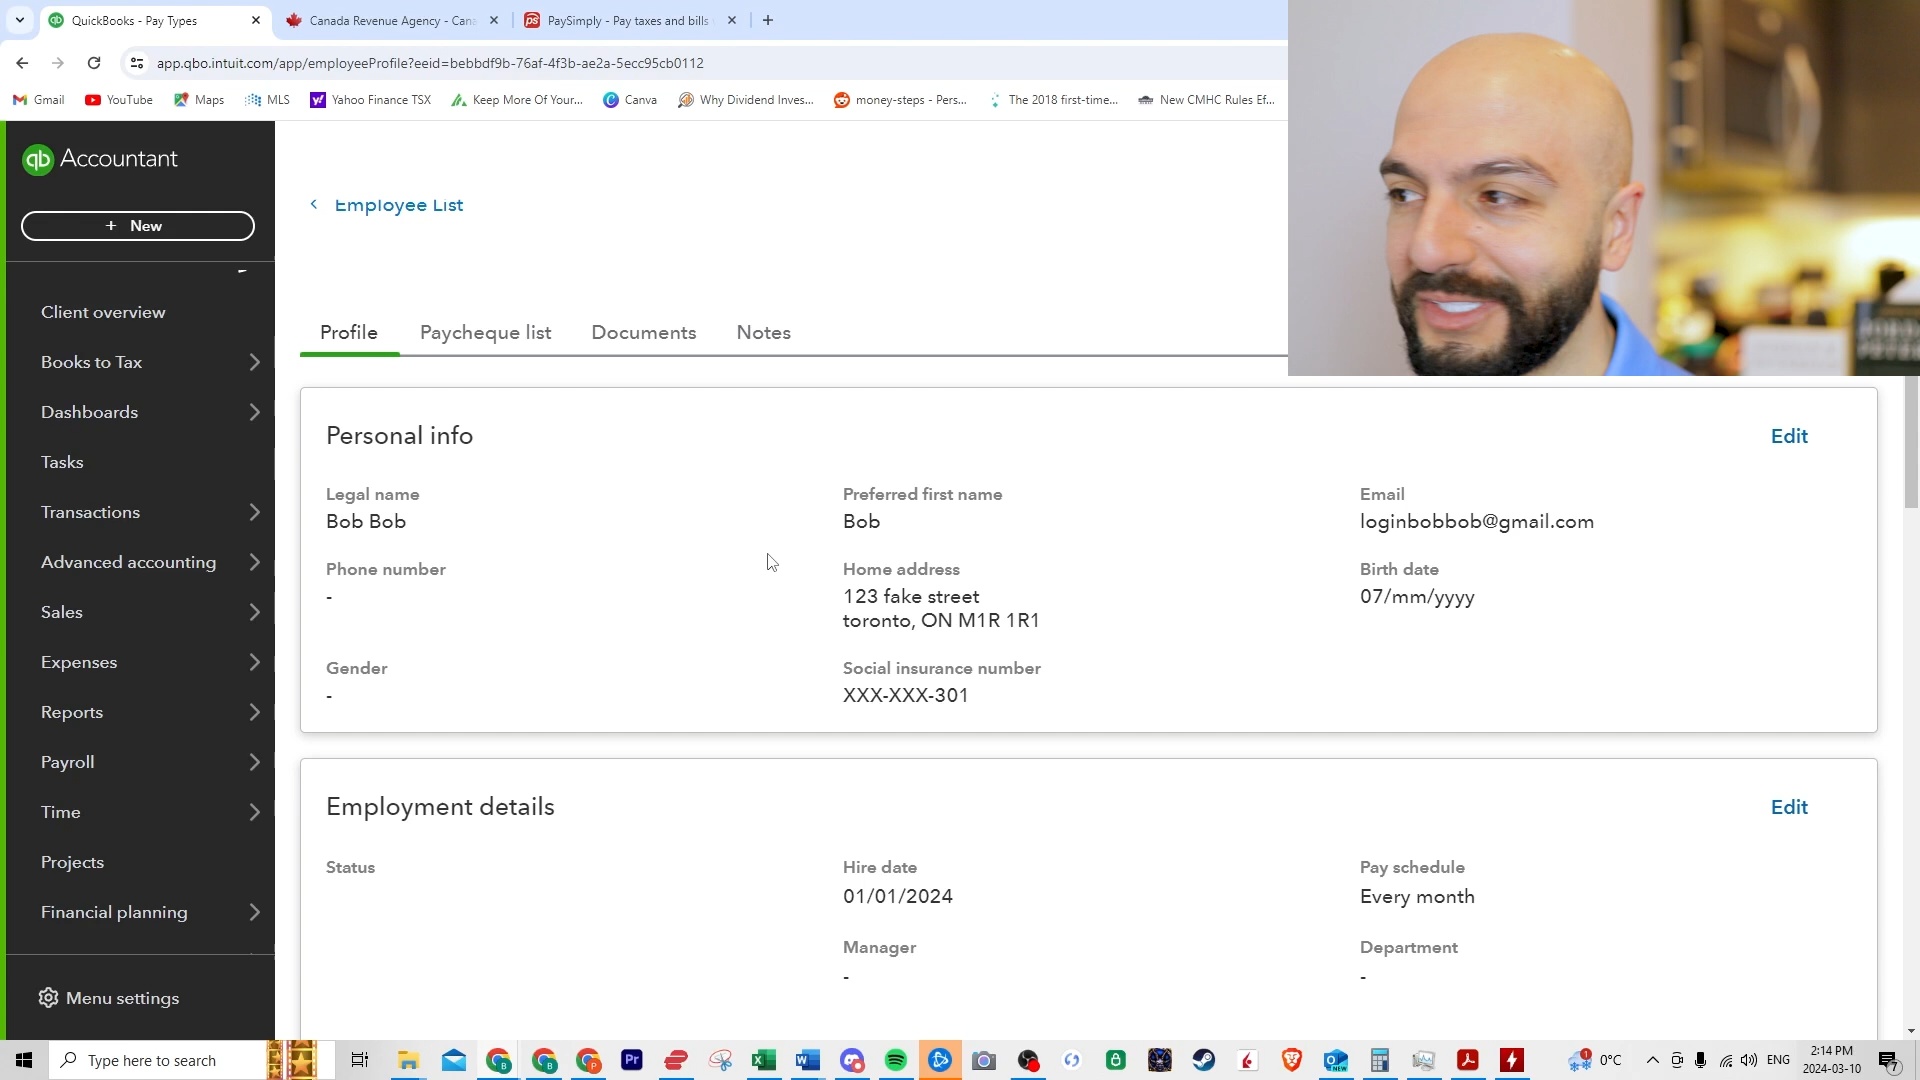 QuickBooks - Pay Types
Canada Revenue Agency - Cana
PaySimply - Pay taxes and bills
app.qbo.intuit.com/app/employeeProfile?eeid=bebbdf9b-76af-4f3b-ae2a-5ecc95cb0112
Gmail
YouTube
Maps
MLS
Yahoo Finance TSX
Keep More Of Your...
Canva
Why Dividend Inves...
money-steps - Pers...
The 2018 first-time...
New CMHC Rules Ef...
qb Accountant
+ New
Client overview
Books to Tax
Dashboards
Tasks
Transactions
Advanced accounting
Sales
Expenses
Reports
Payroll
Time
Projects
Financial planning
Menu settings
Employee List
Profile
Paycheque list
Documents
Notes
Personal info
Edit
Legal name
Bob Bob
Preferred first name
Bob
Email
loginbobbob@gmail.com
Phone number
-
Home address
123 fake street
toronto, ON M1R 1R1
Birth date
07/mm/yyyy
Gender
-
Social insurance number
XXX-XXX-301
Employment details
Edit
Status
Hire date
01/01/2024
Pay schedule
Every month
Manager
-
Department
-
Type here to search
0°C
ENG
2:14 PM
2024-03-10